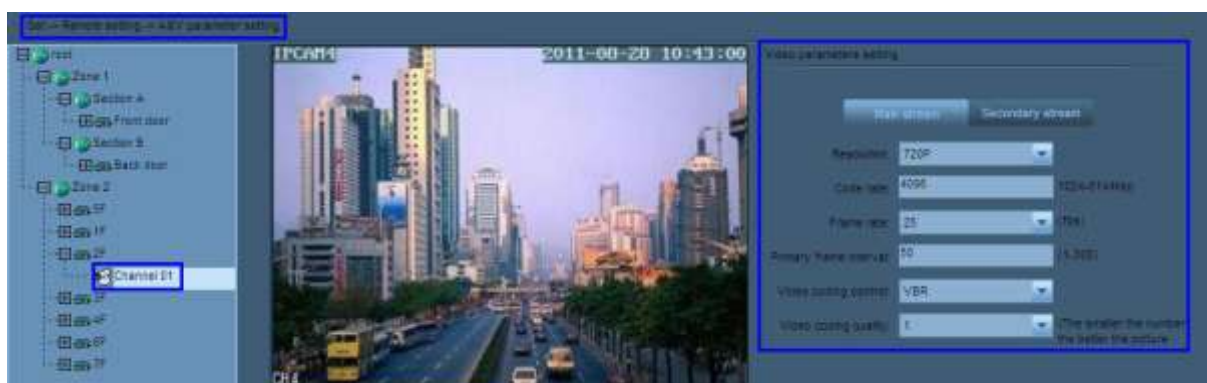 Set-> Remote setting-> A&V parameter setting
root
Zone 1
Section A
Front door
Section B
Back door
Zone 2
5F
1F
2F
Channel 01
3F
4F
6F
7F
IPCAM4
2011-08-28 10:43:00
CH4
Video parameters setting
Main stream Secondary stream
Resolution: 720P
Code rate: 4096
Frame rate: 25 (fps)
Primary frame interval: 50
Video coding control: VBR
Video coding quality: 1 (The smaller the number
the better the picture